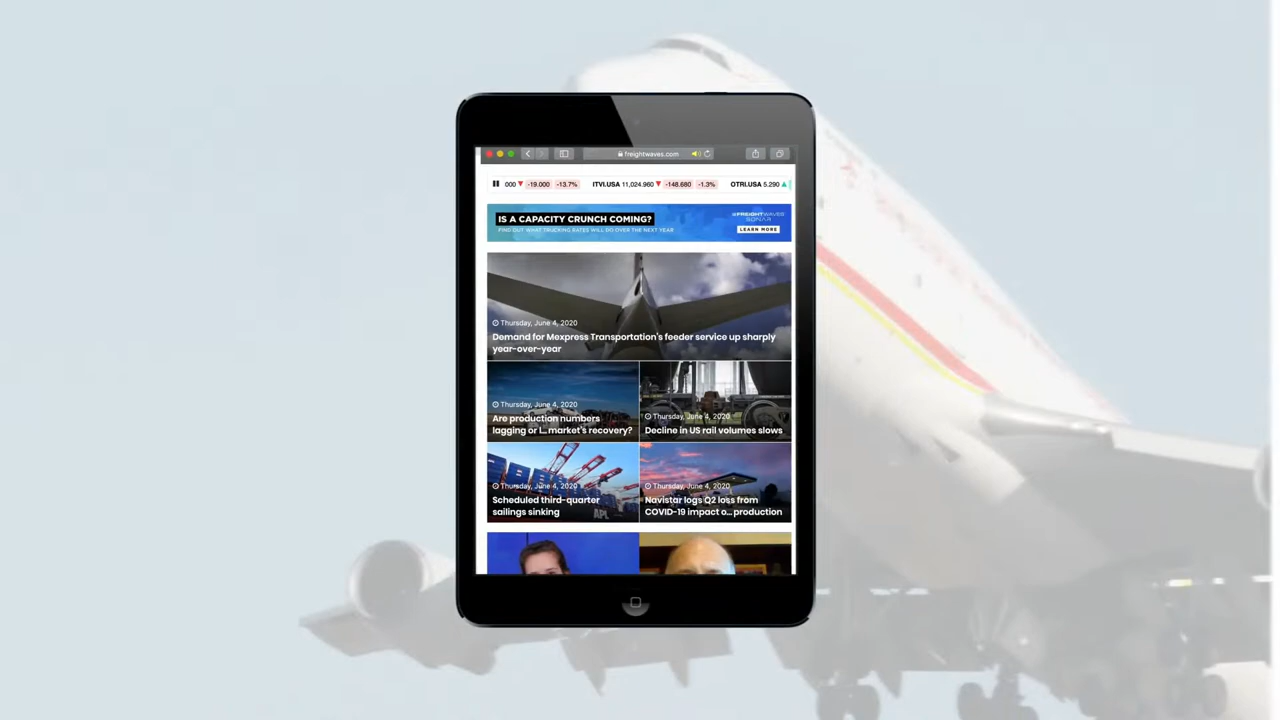 freightwaves.com
000 ▼ -19.000 -13.7% ITVI.USA 11,024.960 ▼ -148.680 -1.3% OTRI.USA 5.290 ▲
IS A CAPACITY CRUNCH COMING?
FIND OUT WHAT TRUCKING RATES WILL DO OVER THE NEXT YEAR
FREIGHTWAVES
SONAR
LEARN MORE
Thursday, June 4, 2020
Demand for Mexpress Transportation's feeder service up sharply
year-over-year
Thursday, June 4, 2020
Are production numbers
lagging or i... market's recovery?
Thursday, June 4, 2020
Decline in US rail volumes slows
Thursday, June 4, 2020
Scheduled third-quarter
sailings sinking
APL
Thursday, June 4, 2020
Navistar logs Q2 loss from
COVID-19 impact o... production